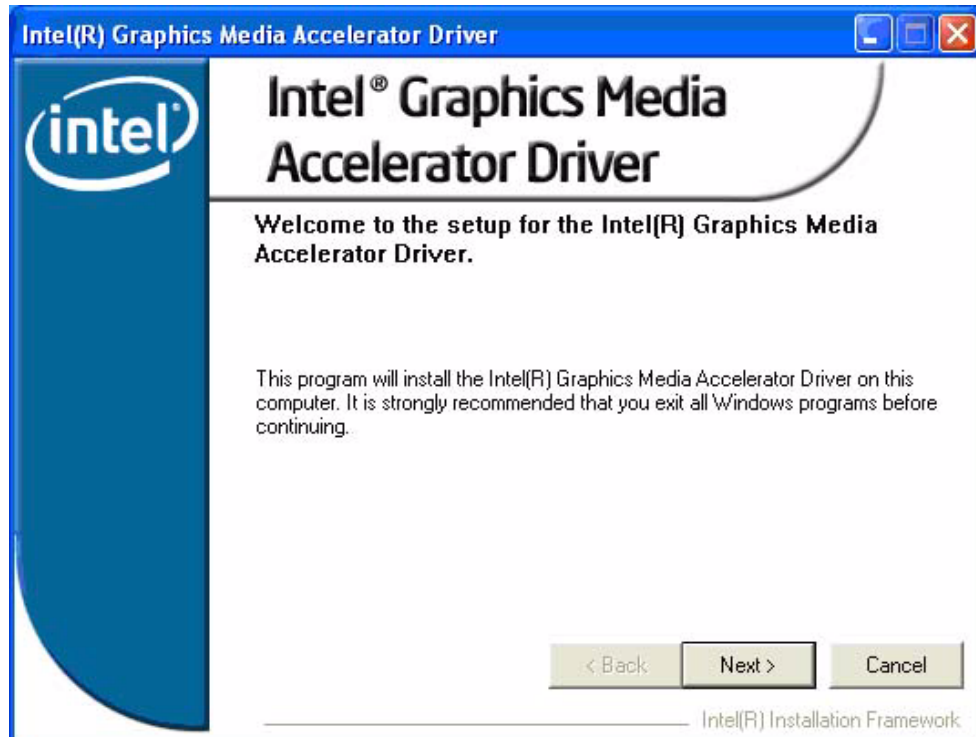 Intel(R) Graphics Media Accelerator Driver
intel
Intel® Graphics Media
Accelerator Driver
Welcome to the setup for the Intel(R) Graphics Media
Accelerator Driver.
This program will install the Intel(R) Graphics Media Accelerator Driver on this
computer. It is strongly recommended that you exit all Windows programs before
continuing.
< Back
Next >
Cancel
Intel(R) Installation Framework